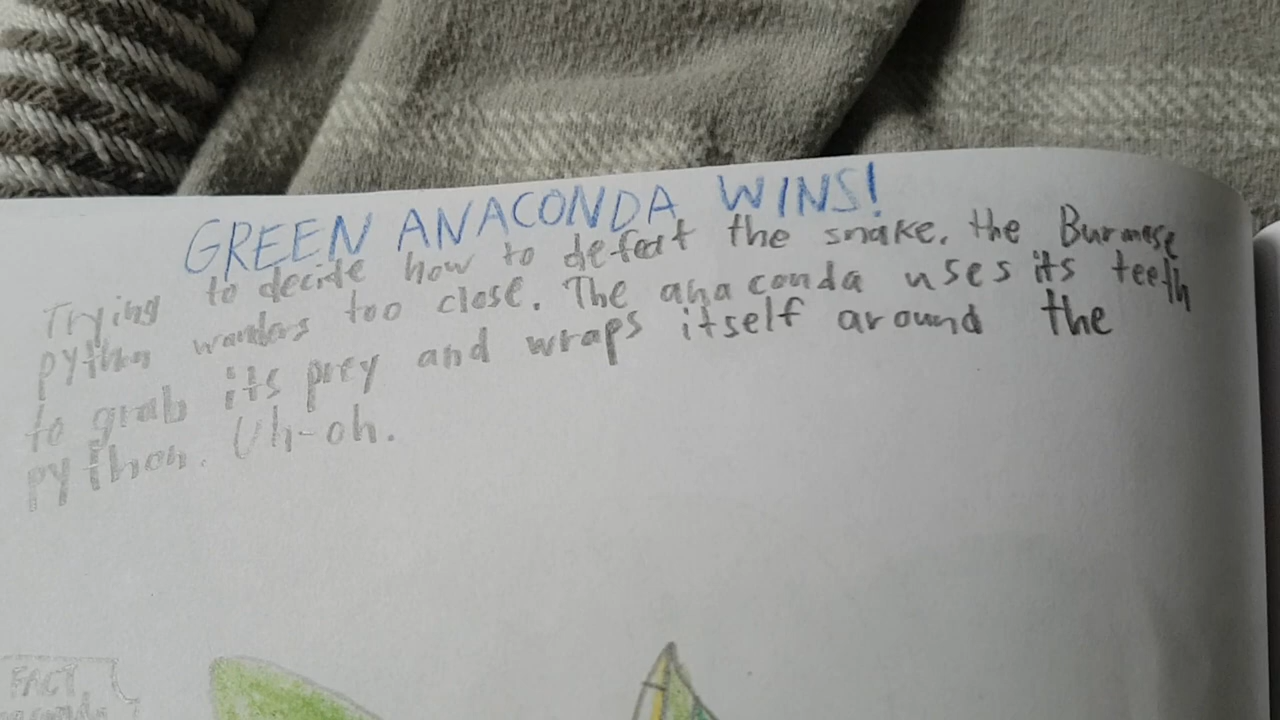 GREEN ANACONDA WINS!
Trying to decide how to defeat the snake, the Burmese
python wanders too close. The anaconda uses its teeth
to grab its prey and wraps itself around the
python. Uh-oh.
FACT